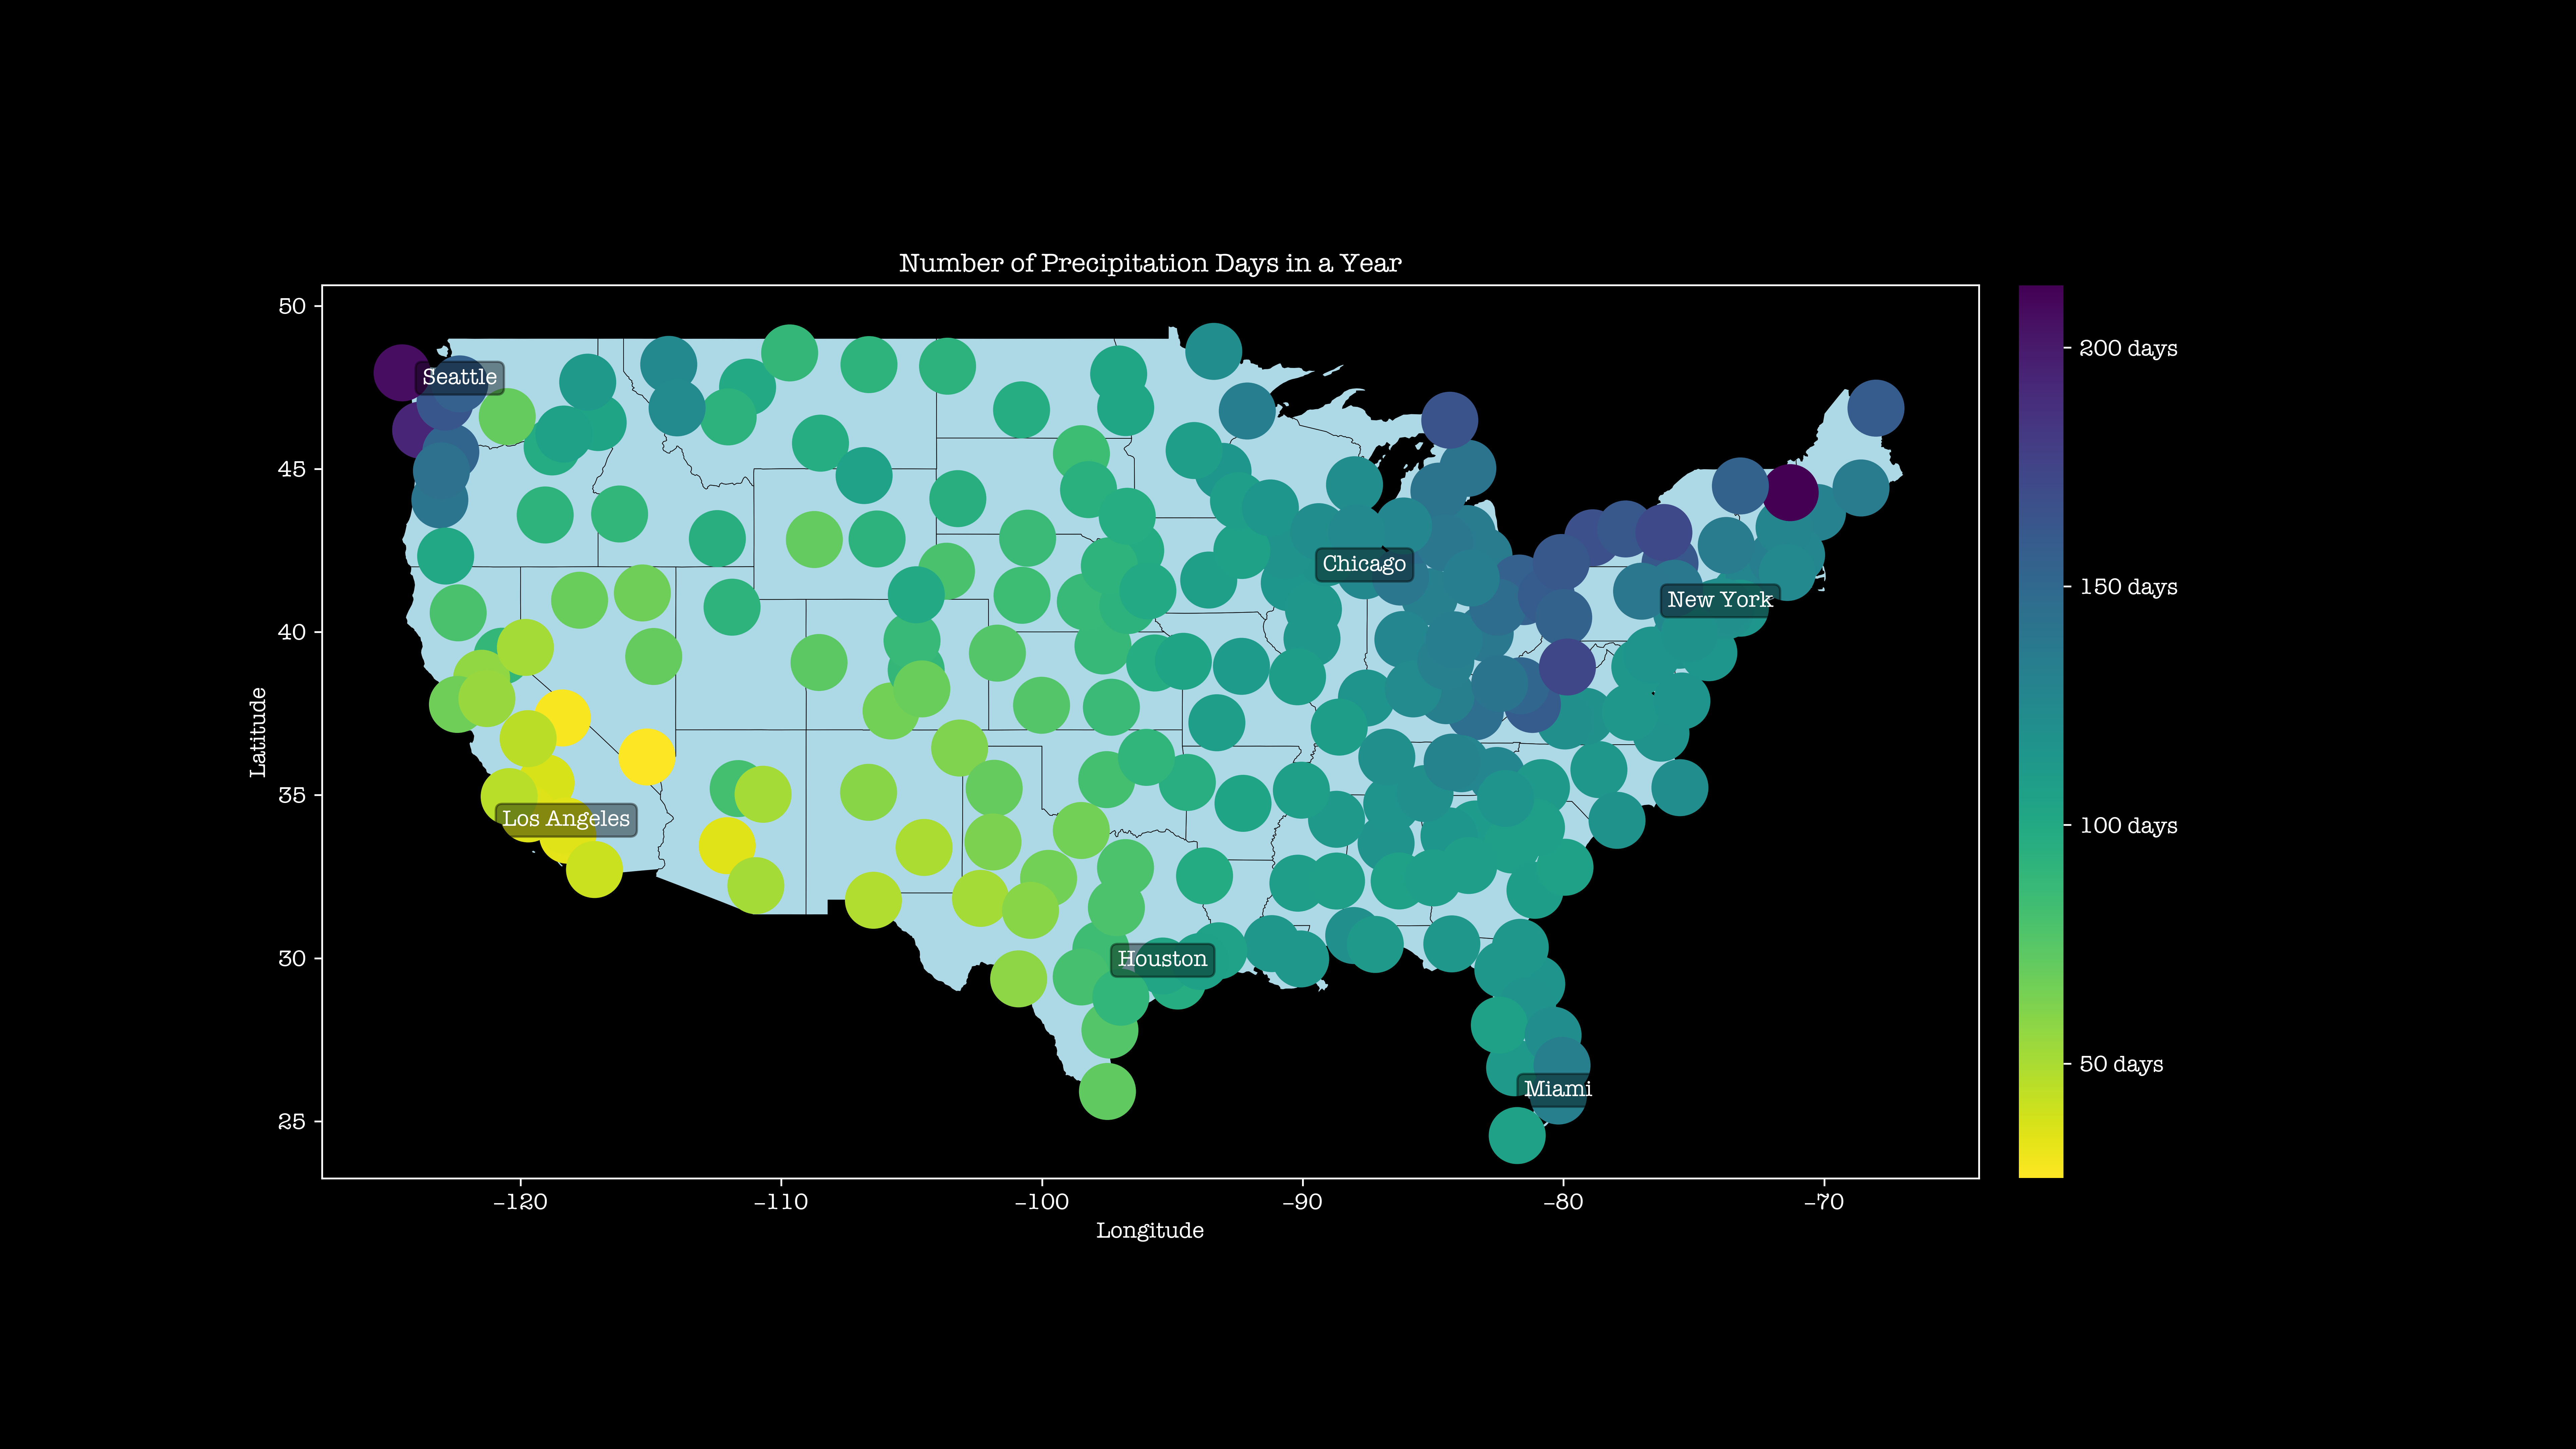 Number of Precipitation Days in a Year
50
45
40
35
30
25
Latitude
Seattle
Chicago
New York
Los Angeles
Houston
Miami
–120
–110
–100
–90
–80
–70
Longitude
200 days
150 days
100 days
50 days